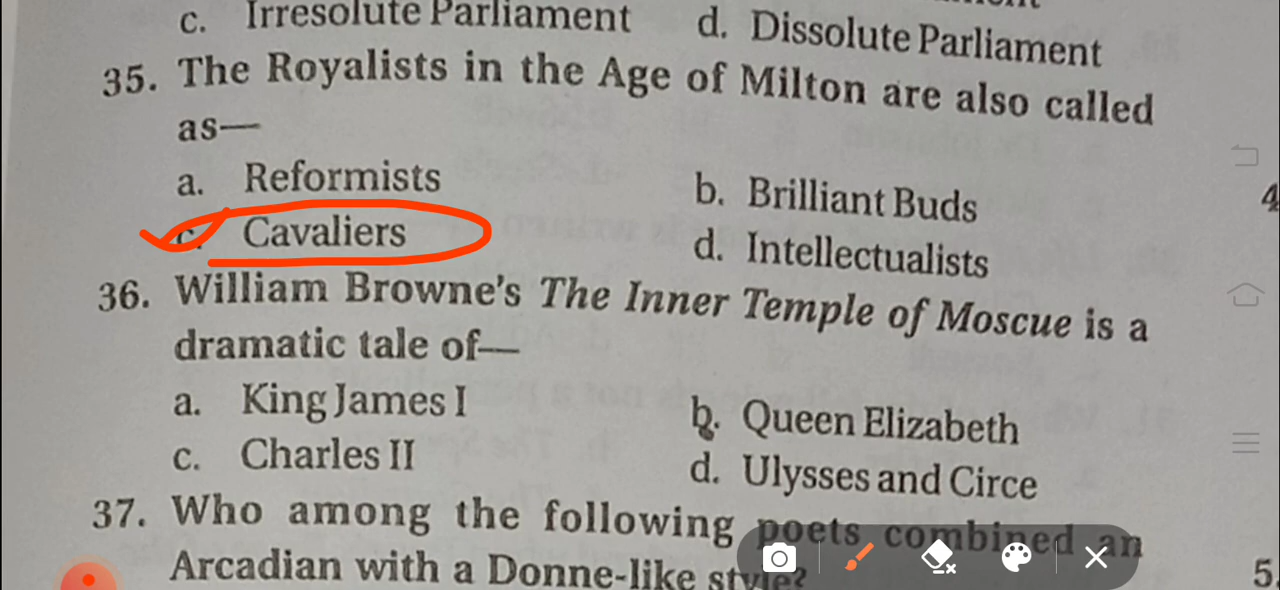 c. Irresolute Parliament d. Dissolute Parliament
35. The Royalists in the Age of Milton are also called
as—
a. Reformists b. Brilliant Buds
c. Cavaliers d. Intellectualists
36. William Browne's The Inner Temple of Moscue is a
dramatic tale of—
a. King James I b. Queen Elizabeth
c. Charles II d. Ulysses and Circe
37. Who among the following poets combined an
Arcadian with a Donne-like style?
4
5.